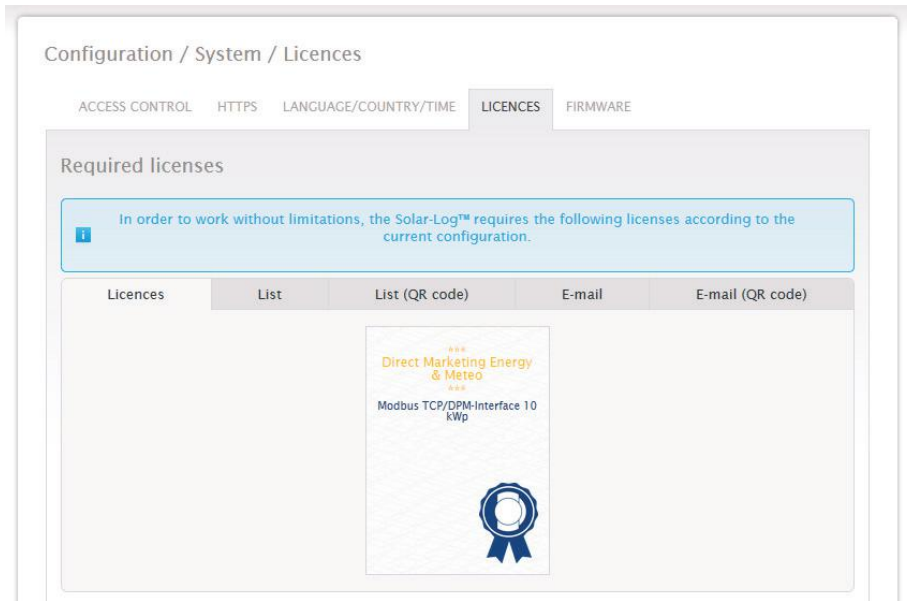 Configuration / System / Licences
ACCESS CONTROL HTTPS LANGUAGE/COUNTRY/TIME LICENCES FIRMWARE
Required licenses
In order to work without limitations, the Solar-Log™ requires the following licenses according to the
current configuration.
Licences List List (QR code) E-mail E-mail (QR code)
***
Direct Marketing Energy
& Meteo
***
Modbus TCP/DPM-Interface 10
kWp